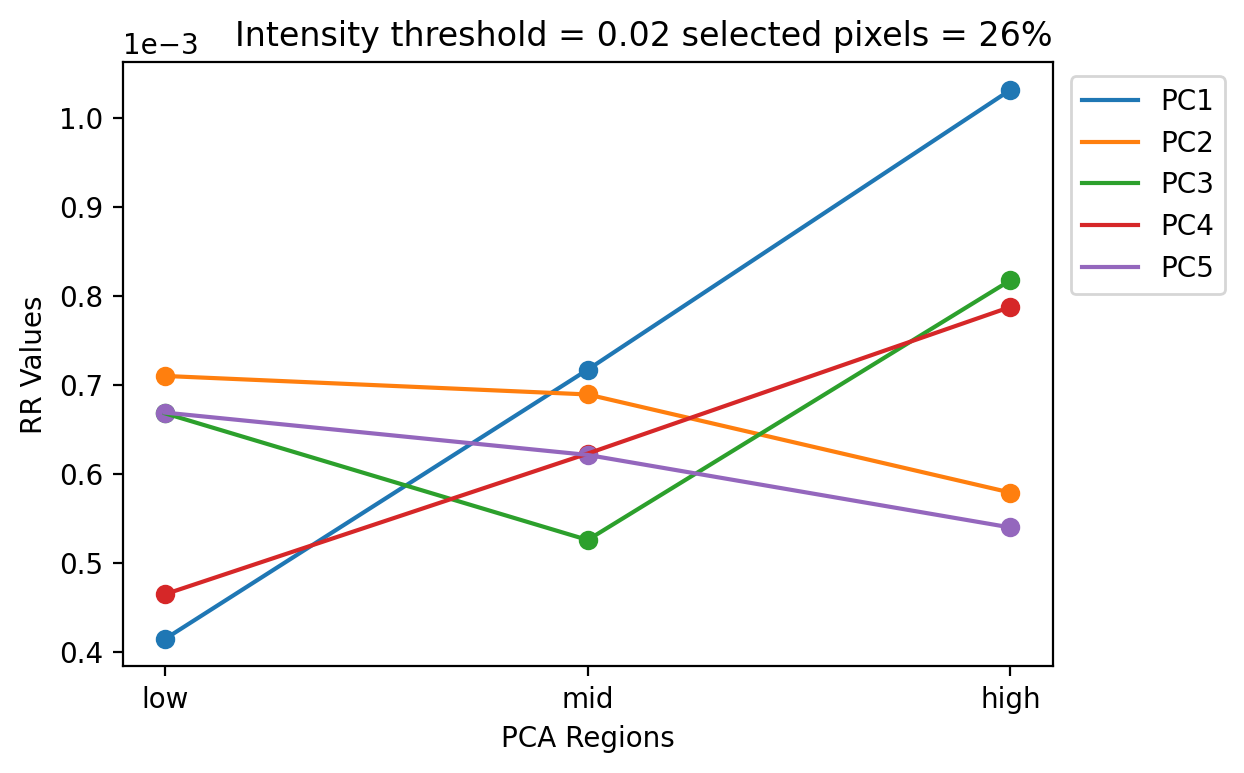 1e−3
Intensity threshold = 0.02 selected pixels = 26%
1.0
0.9
0.8
0.7
0.6
0.5
0.4
RR Values
low
mid
high
PCA Regions
PC1
PC2
PC3
PC4
PC5